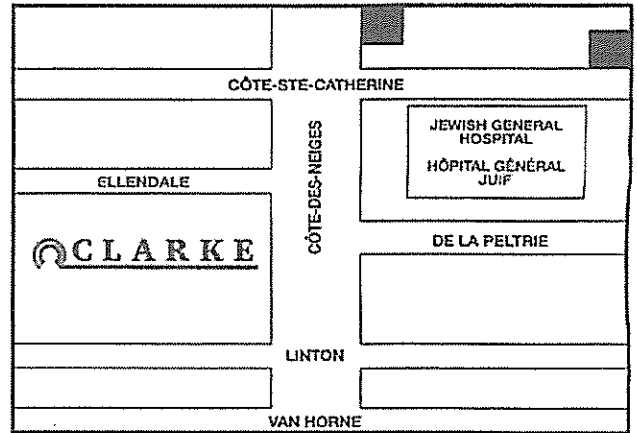 CÔTE-STE-CATHERINE
CÔTE-DES-NEIGES
JEWISH GENERAL
HOSPITAL
HÔPITAL GÉNÉRAL
JUIF
ELLENDALE
CLARKE
DE LA PELTRIE
LINTON
VAN HORNE